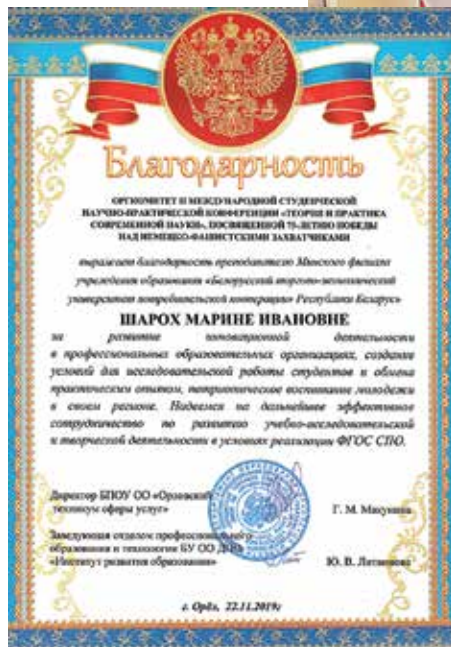 Благодарность
ОРГКОМИТЕТ II МЕЖДУНАРОДНОЙ СТУДЕНЧЕСКОЙ
НАУЧНО-ПРАКТИЧЕСКОЙ КОНФЕРЕНЦИИ «ТЕОРИЯ И ПРАКТИКА
СОВРЕМЕННОЙ НАУКИ», ПОСВЯЩЕННОЙ 75-ЛЕТИЮ ПОБЕДЫ
НАД НЕМЕЦКО-ФАШИСТСКИМИ ЗАХВАТЧИКАМИ
выражает благодарность преподавателю Минского филиала
учреждения образования «Белорусский торгово-экономический
университет потребительской кооперации» Республики Беларусь
ШАРОХ МАРИНЕ ИВАНОВНЕ
за развитие инновационной деятельности
в профессиональных образовательных организациях, создание
условий для исследовательской работы студентов и обмена
практическим опытом, патриотическое воспитание молодежи
в своем регионе. Надеемся на дальнейшее эффективное
сотрудничество по развитию учебно-исследовательской
и творческой деятельности в условиях реализации ФГОС СПО.
Директор БПОУ ОО «Орловский
техникум сферы услуг»
Г. М.
Заведующая отделом профессионального
образования и технологии БУ ОО ДПО
«Институт развития образования»
Ю. В.
г. Орёл, 22.11.2019г